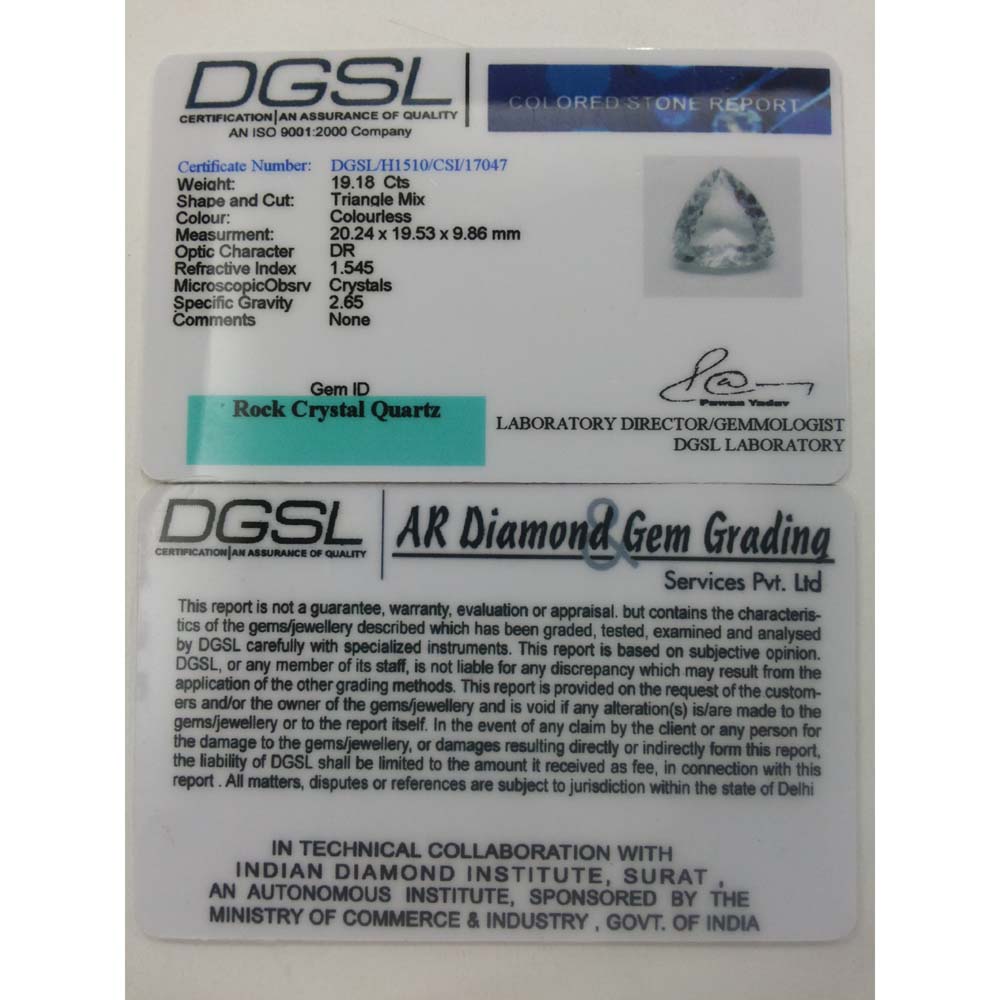 DGSL
CERTIFICATION|AN ASSURANCE OF QUALITY
AN ISO 9001:2000 Company
COLORED STONE REPORT
Certificate Number: DGSL/H1510/CSI/17047
Weight: 19.18 Cts
Shape and Cut: Triangle Mix
Colour: Colourless
Measurment: 20.24 x 19.53 x 9.86 mm
Optic Character DR
Refractive Index 1.545
MicroscopicObsrv Crystals
Specific Gravity 2.65
Comments None
Gem ID
Rock Crystal Quartz
Pawan Yadav
LABORATORY DIRECTOR/GEMMOLOGIST
DGSL LABORATORY
DGSL
CERTIFICATION|AN ASSURANCE OF QUALITY
AR Diamond & Gem Grading
Services Pvt. Ltd
This report is not a guarantee, warranty, evaluation or appraisal. but contains the characteris-
tics of the gems/jewellery described which has been graded, tested, examined and analysed
by DGSL carefully with specialized instruments. This report is based on subjective opinion.
DGSL, or any member of its staff, is not liable for any discrepancy which may result from the
application of the other grading methods. This report is provided on the request of the custom-
ers and/or the owner of the gems/jewellery and is void if any alteration(s) is/are made to the
gems/jewellery or to the report itself. In the event of any claim by the client or any person for
the damage to the gems/jewellery, or damages resulting directly or indirectly form this report,
the liability of DGSL shall be limited to the amount it received as fee, in connection with this
report . All matters, disputes or references are subject to jurisdiction within the state of Delhi
IN TECHNICAL COLLABORATION WITH
INDIAN DIAMOND INSTITUTE, SURAT ,
AN AUTONOMOUS INSTITUTE, SPONSORED BY THE
MINISTRY OF COMMERCE & INDUSTRY , GOVT. OF INDIA